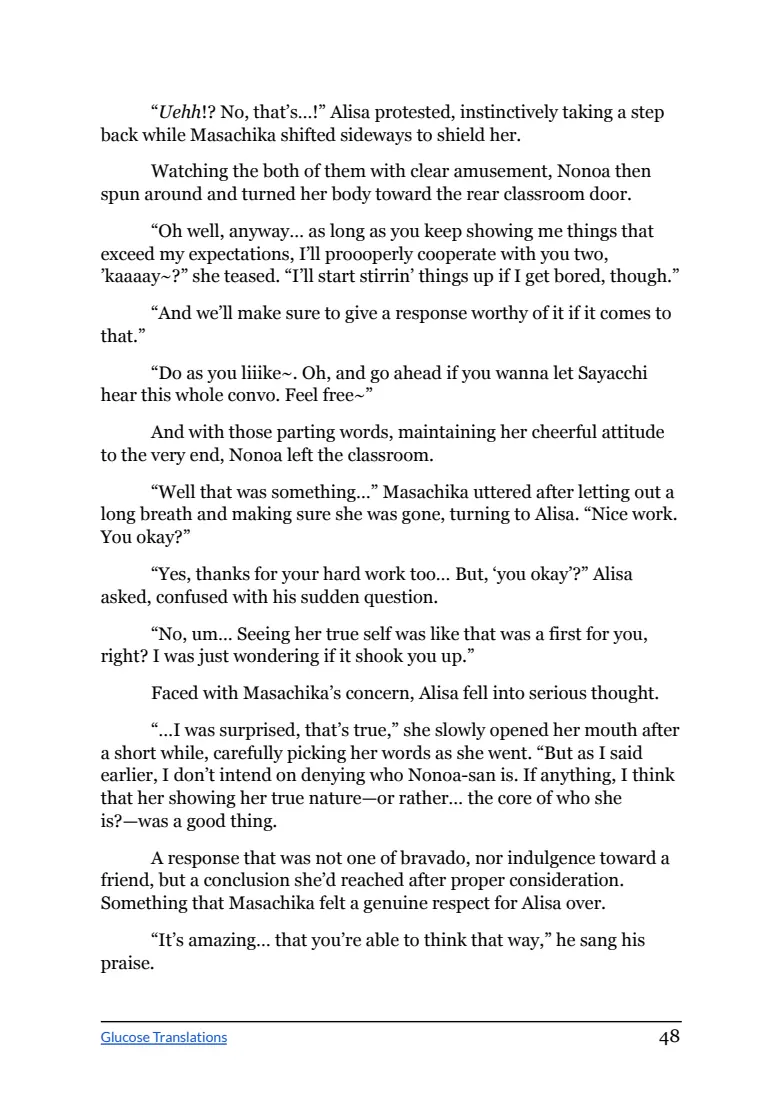 “Uehh!? No, that’s…!” Alisa protested, instinctively taking a step
back while Masachika shifted sideways to shield her.
Watching the both of them with clear amusement, Nonoa then
spun around and turned her body toward the rear classroom door.
“Oh well, anyway… as long as you keep showing me things that
exceed my expectations, I’ll proooperly cooperate with you two,
’kaaaay~?” she teased. “I’ll start stirrin’ things up if I get bored, though.”
“And we’ll make sure to give a response worthy of it if it comes to
that.”
“Do as you liiike~. Oh, and go ahead if you wanna let Sayacchi
hear this whole convo. Feel free~”
And with those parting words, maintaining her cheerful attitude
to the very end, Nonoa left the classroom.
“Well that was something…” Masachika uttered after letting out a
long breath and making sure she was gone, turning to Alisa. “Nice work.
You okay?”
“Yes, thanks for your hard work too… But, ‘you okay’?” Alisa
asked, confused with his sudden question.
“No, um… Seeing her true self was like that was a first for you,
right? I was just wondering if it shook you up.”
Faced with Masachika’s concern, Alisa fell into serious thought.
“…I was surprised, that’s true,” she slowly opened her mouth after
a short while, carefully picking her words as she went. “But as I said
earlier, I don’t intend on denying who Nonoa-san is. If anything, I think
that her showing her true nature—or rather… the core of who she
is?—was a good thing.
A response that was not one of bravado, nor indulgence toward a
friend, but a conclusion she’d reached after proper consideration.
Something that Masachika felt a genuine respect for Alisa over.
“It’s amazing… that you’re able to think that way,” he sang his
praise.
Glucose Translations 48